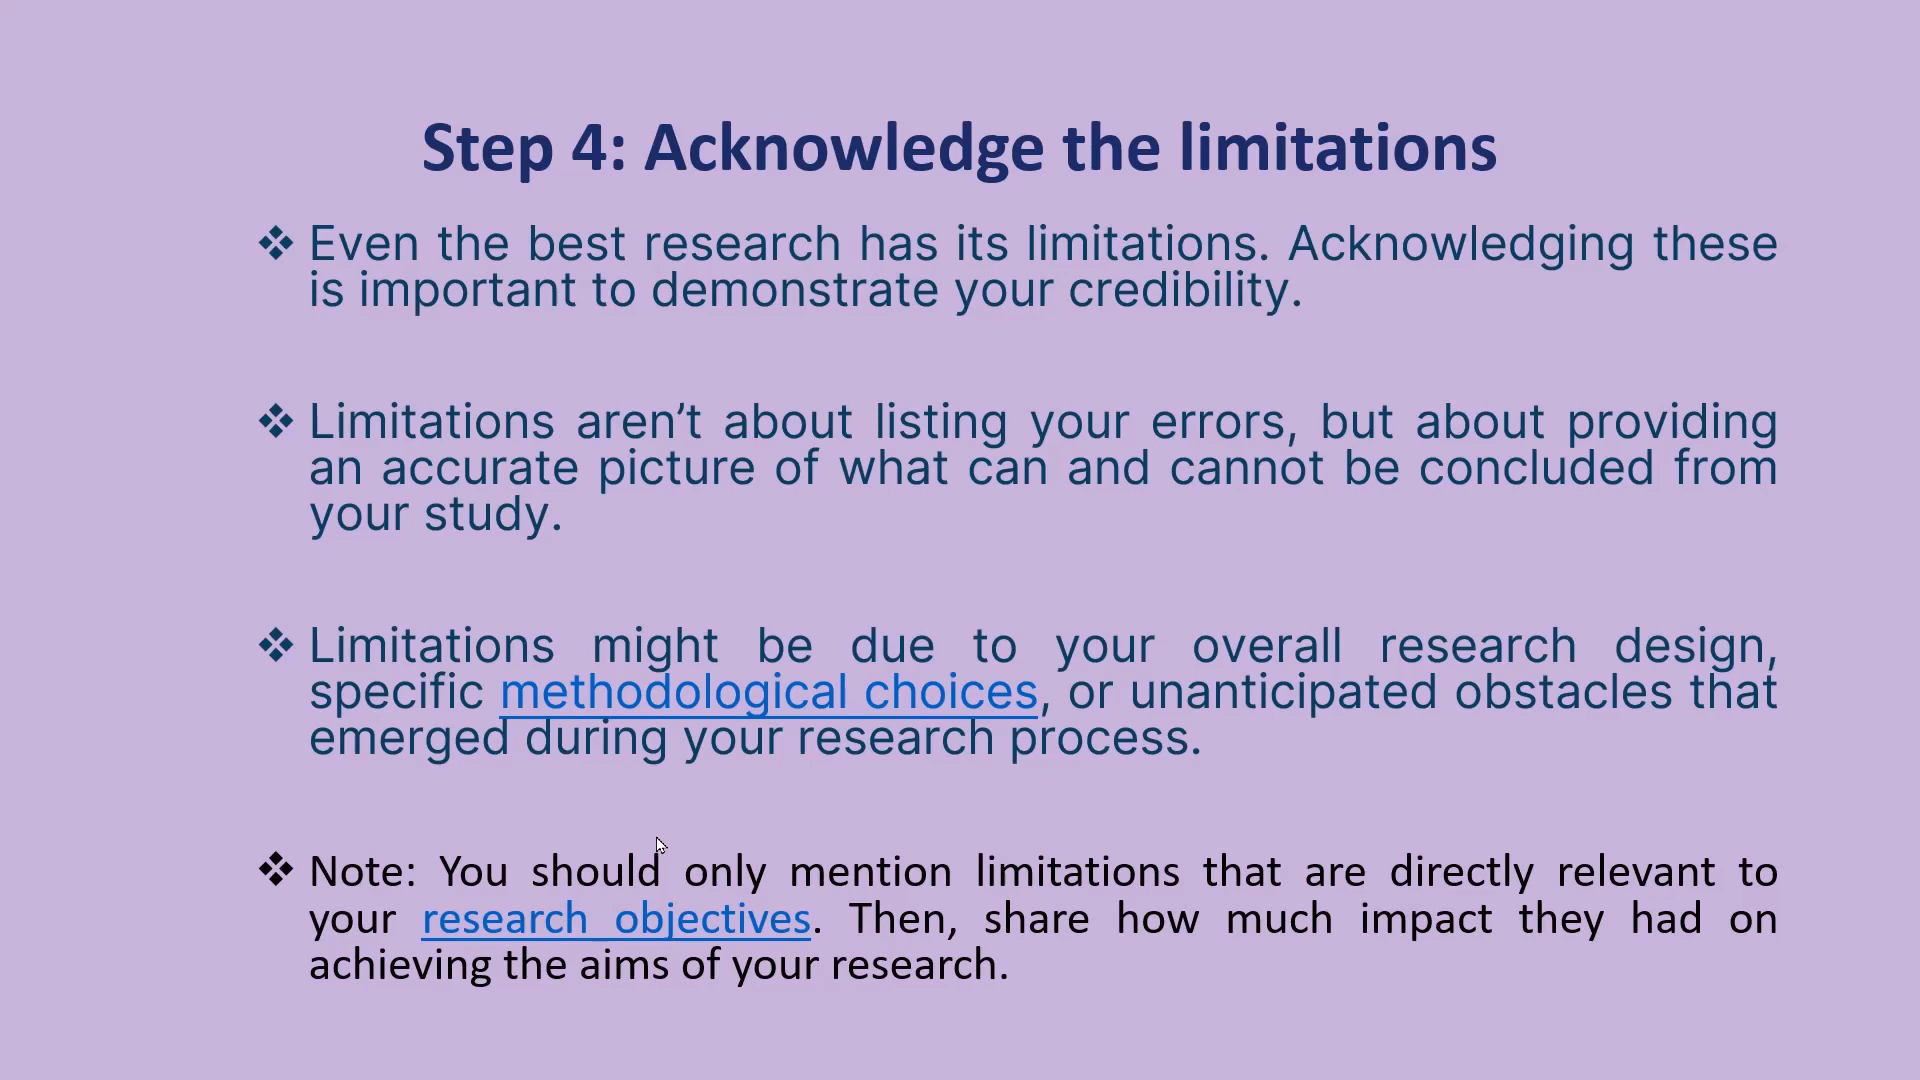 Step 4: Acknowledge the limitations
❖ Even the best research has its limitations. Acknowledging these
is important to demonstrate your credibility.
❖ Limitations aren’t about listing your errors, but about providing
an accurate picture of what can and cannot be concluded from
your study.
❖ Limitations might be due to your overall research design,
specific methodological choices, or unanticipated obstacles that
emerged during your research process.
❖ Note: You should only mention limitations that are directly relevant to
your research objectives. Then, share how much impact they had on
achieving the aims of your research.